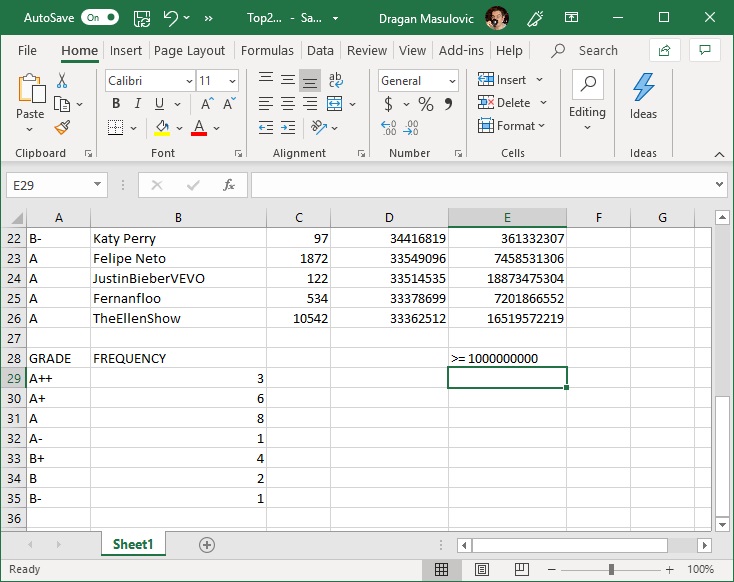 AutoSave On » Top2... - Sa... Dragan Masulovic
File Home Insert Page Layout Formulas Data Review View Add-ins Help Search
Calibri 11 General Insert
Paste B I U A A $ % 9 Delete Editing Ideas
A .00 .00 Format
Clipboard Font Alignment Number Cells Ideas
E29 fx
A B C D E F G
22 B- Katy Perry 97 34416819 361332307
23 A Felipe Neto 1872 33549096 7458531306
24 A JustinBieberVEVO 122 33514535 18873475304
25 A Fernanfloo 534 33378699 7201866552
26 A TheEllenShow 10542 33362512 16519572219
27
28 GRADE FREQUENCY >= 1000000000
29 A++ 3
30 A+ 6
31 A 8
32 A- 1
33 B+ 4
34 B 2
35 B- 1
36
Sheet1
Ready 100%